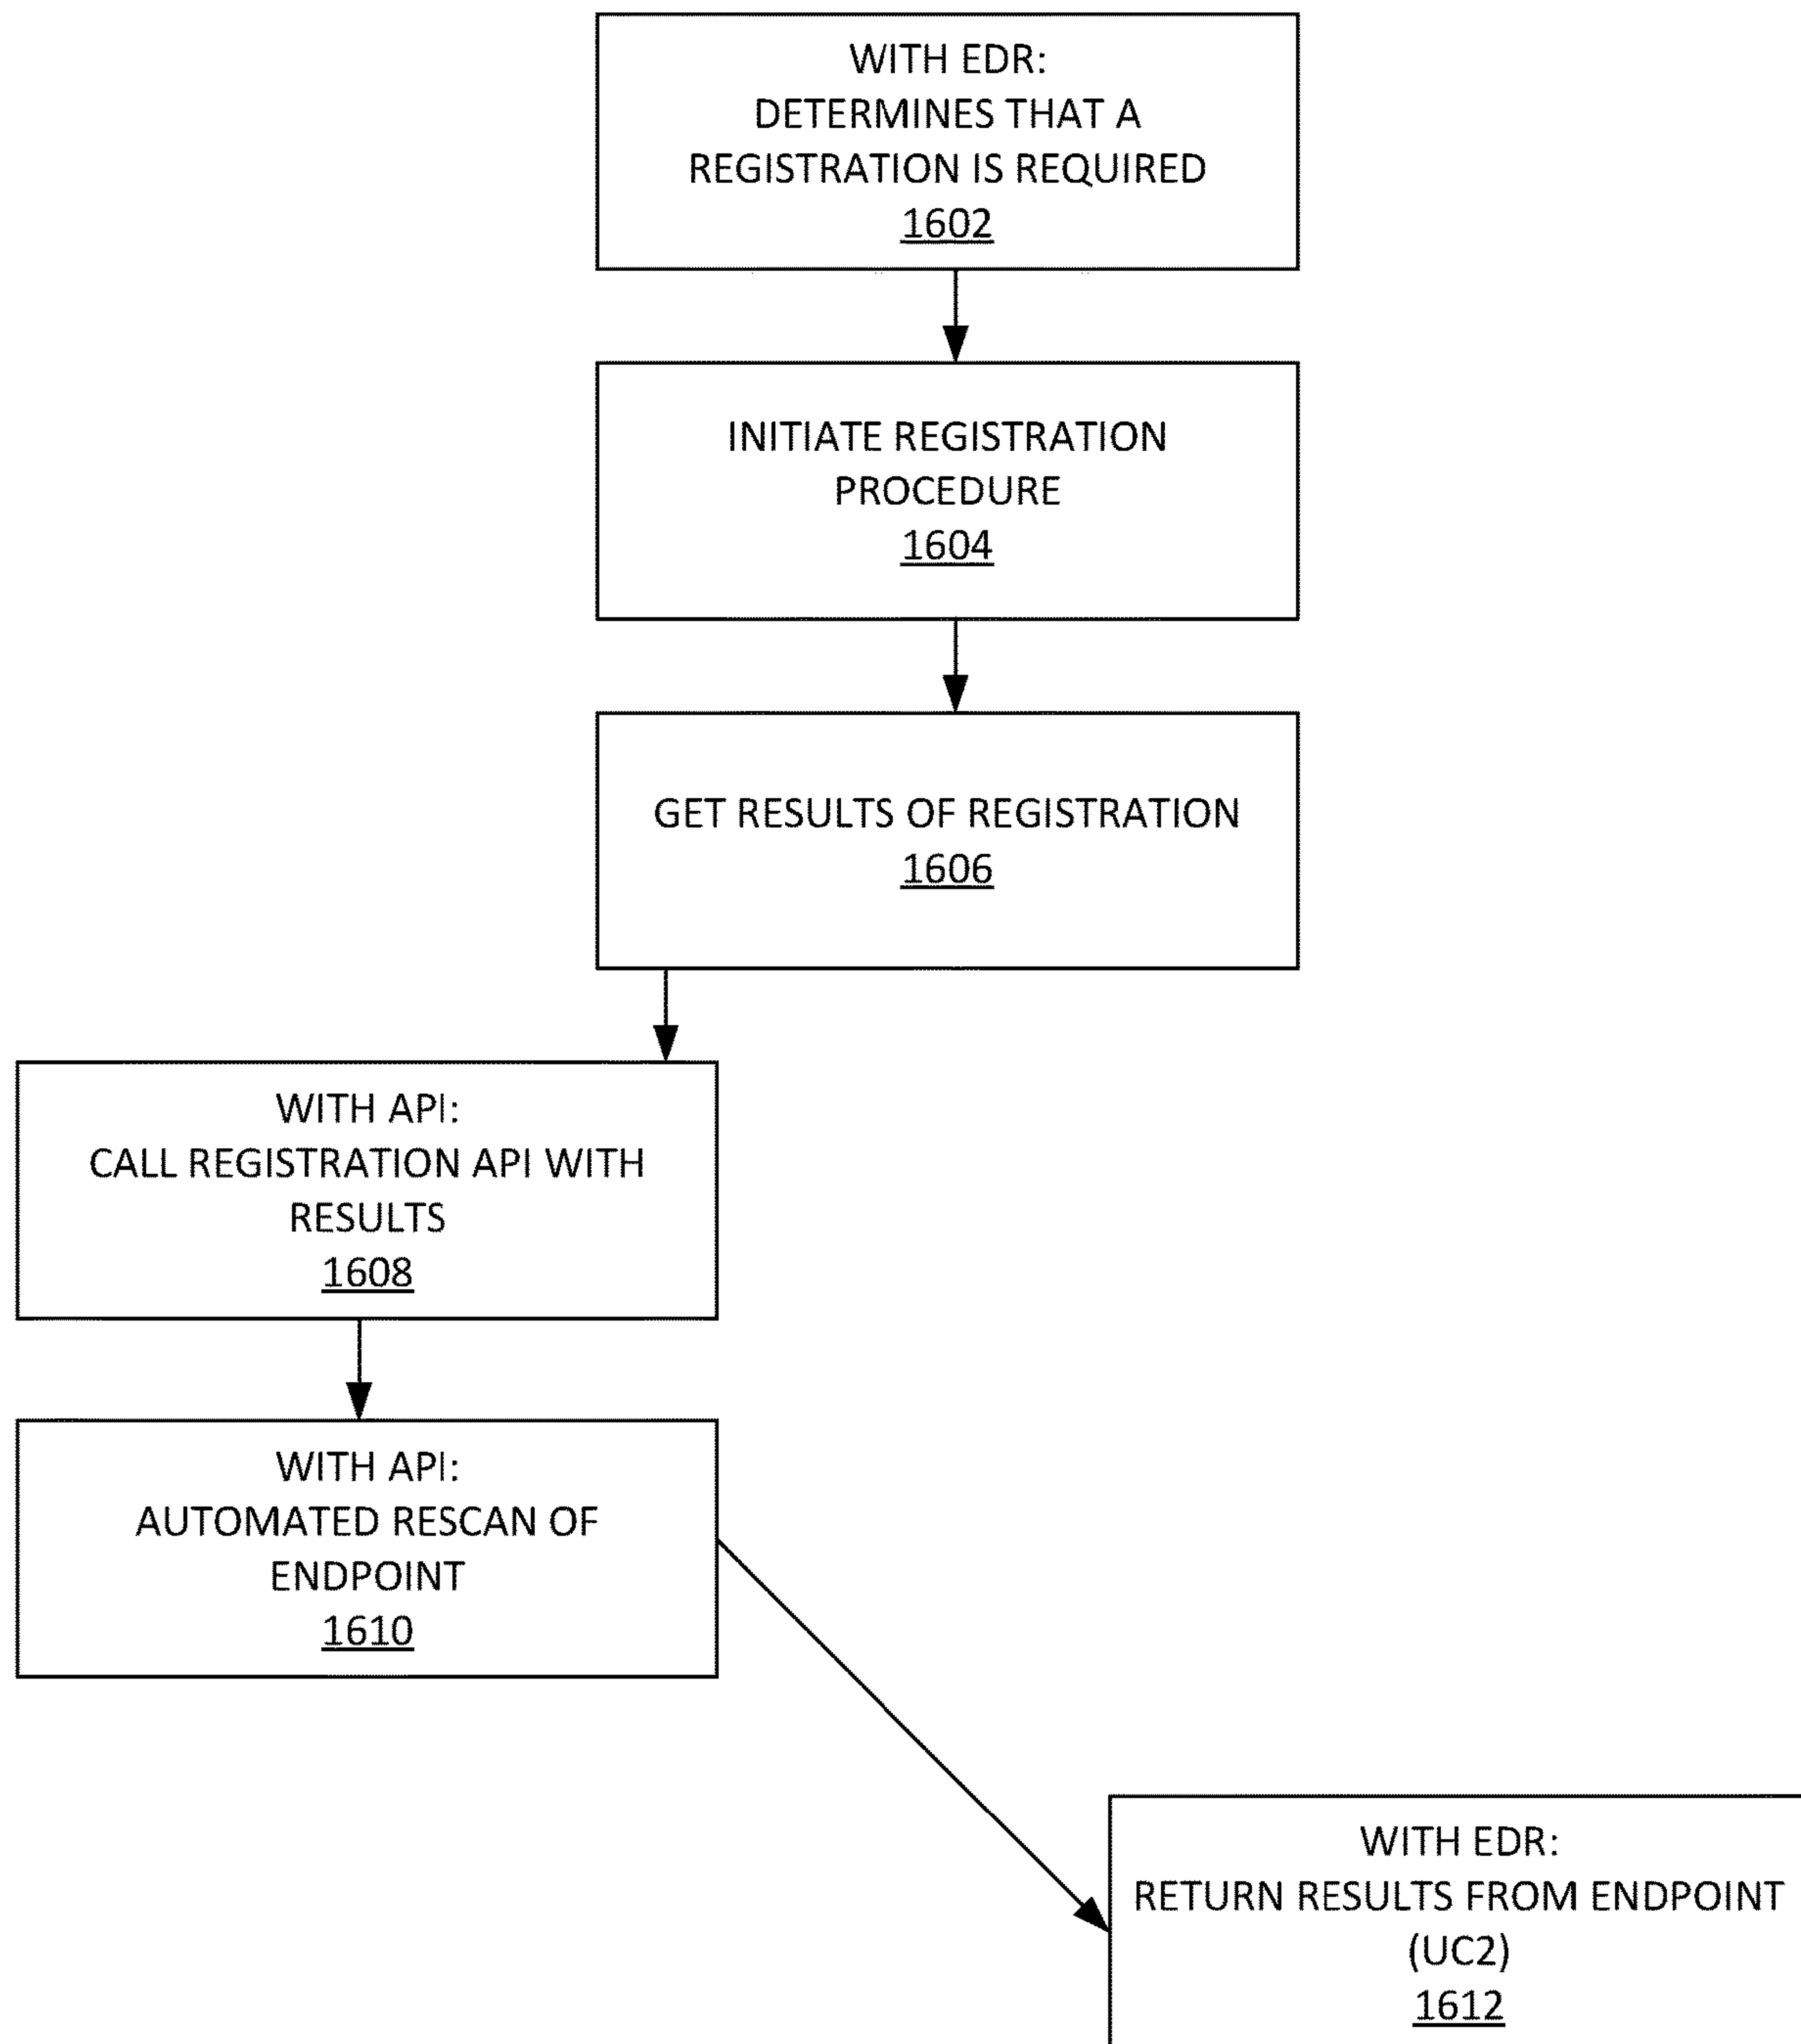 WITH EDR:
DETERMINES THAT A
REGISTRATION IS REQUIRED
1602
INITIATE REGISTRATION
PROCEDURE
1604
GET RESULTS OF REGISTRATION
1606
WITH API:
CALL REGISTRATION API WITH
RESULTS
1608
WITH API:
AUTOMATED RESCAN OF
ENDPOINT
1610
WITH EDR:
RETURN RESULTS FROM ENDPOINT
(UC2)
1612